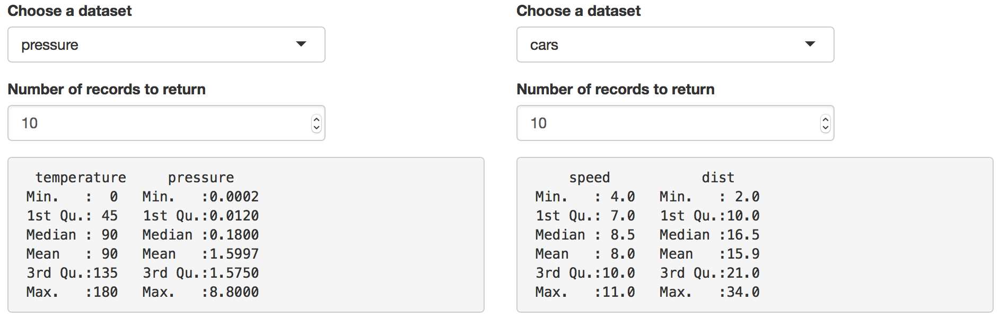 Choose a dataset
pressure
Number of records to return
10
temperature pressure
Min. : 0 Min. :0.0002
1st Qu.: 45 1st Qu.:0.0120
Median : 90 Median :0.1800
Mean : 90 Mean :1.5997
3rd Qu.:135 3rd Qu.:1.5750
Max. :180 Max. :8.8000
Choose a dataset
cars
Number of records to return
10
speed dist
Min. : 4.0 Min. : 2.0
1st Qu.: 7.0 1st Qu.:10.0
Median : 8.5 Median :16.5
Mean : 8.0 Mean :15.9
3rd Qu.:10.0 3rd Qu.:21.0
Max. :11.0 Max. :34.0